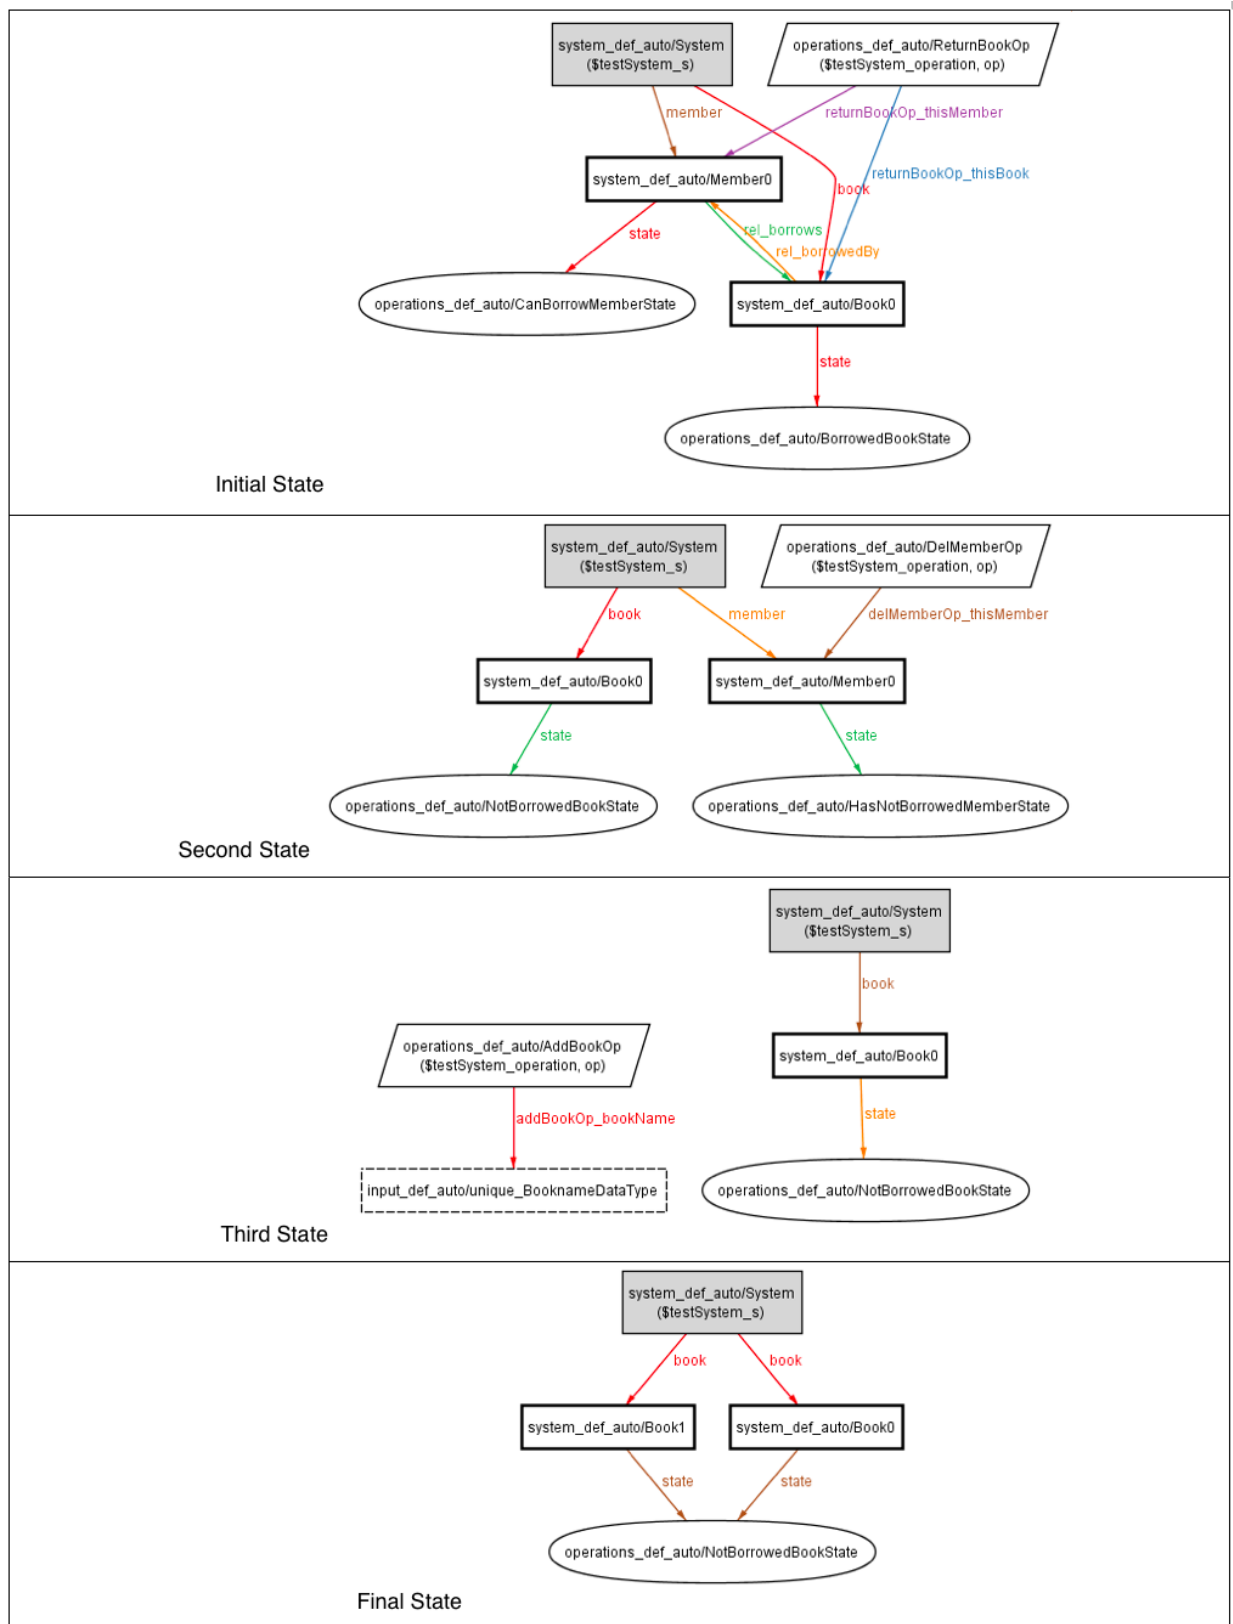 system_def_auto/System
($testSystem_s)
operations_def_auto/ReturnBookOp
($testSystem_operation, op)
member
returnBookOp_thisMember
system_def_auto/Member0
returnBookOp_thisBook
book
state
rel_borrows
rel_borrowedBy
operations_def_auto/CanBorrowMemberState
system_def_auto/Book0
state
operations_def_auto/BorrowedBookState
Initial State
system_def_auto/System
($testSystem_s)
operations_def_auto/DelMemberOp
($testSystem_operation, op)
book
member
delMemberOp_thisMember
system_def_auto/Book0
system_def_auto/Member0
state
state
operations_def_auto/NotBorrowedBookState
operations_def_auto/HasNotBorrowedMemberState
Second State
system_def_auto/System
($testSystem_s)
book
operations_def_auto/AddBookOp
($testSystem_operation, op)
system_def_auto/Book0
addBookOp_bookName
state
input_def_auto/unique_BooknameDataType
operations_def_auto/NotBorrowedBookState
Third State
system_def_auto/System
($testSystem_s)
book
book
system_def_auto/Book1
system_def_auto/Book0
state
state
operations_def_auto/NotBorrowedBookState
Final State